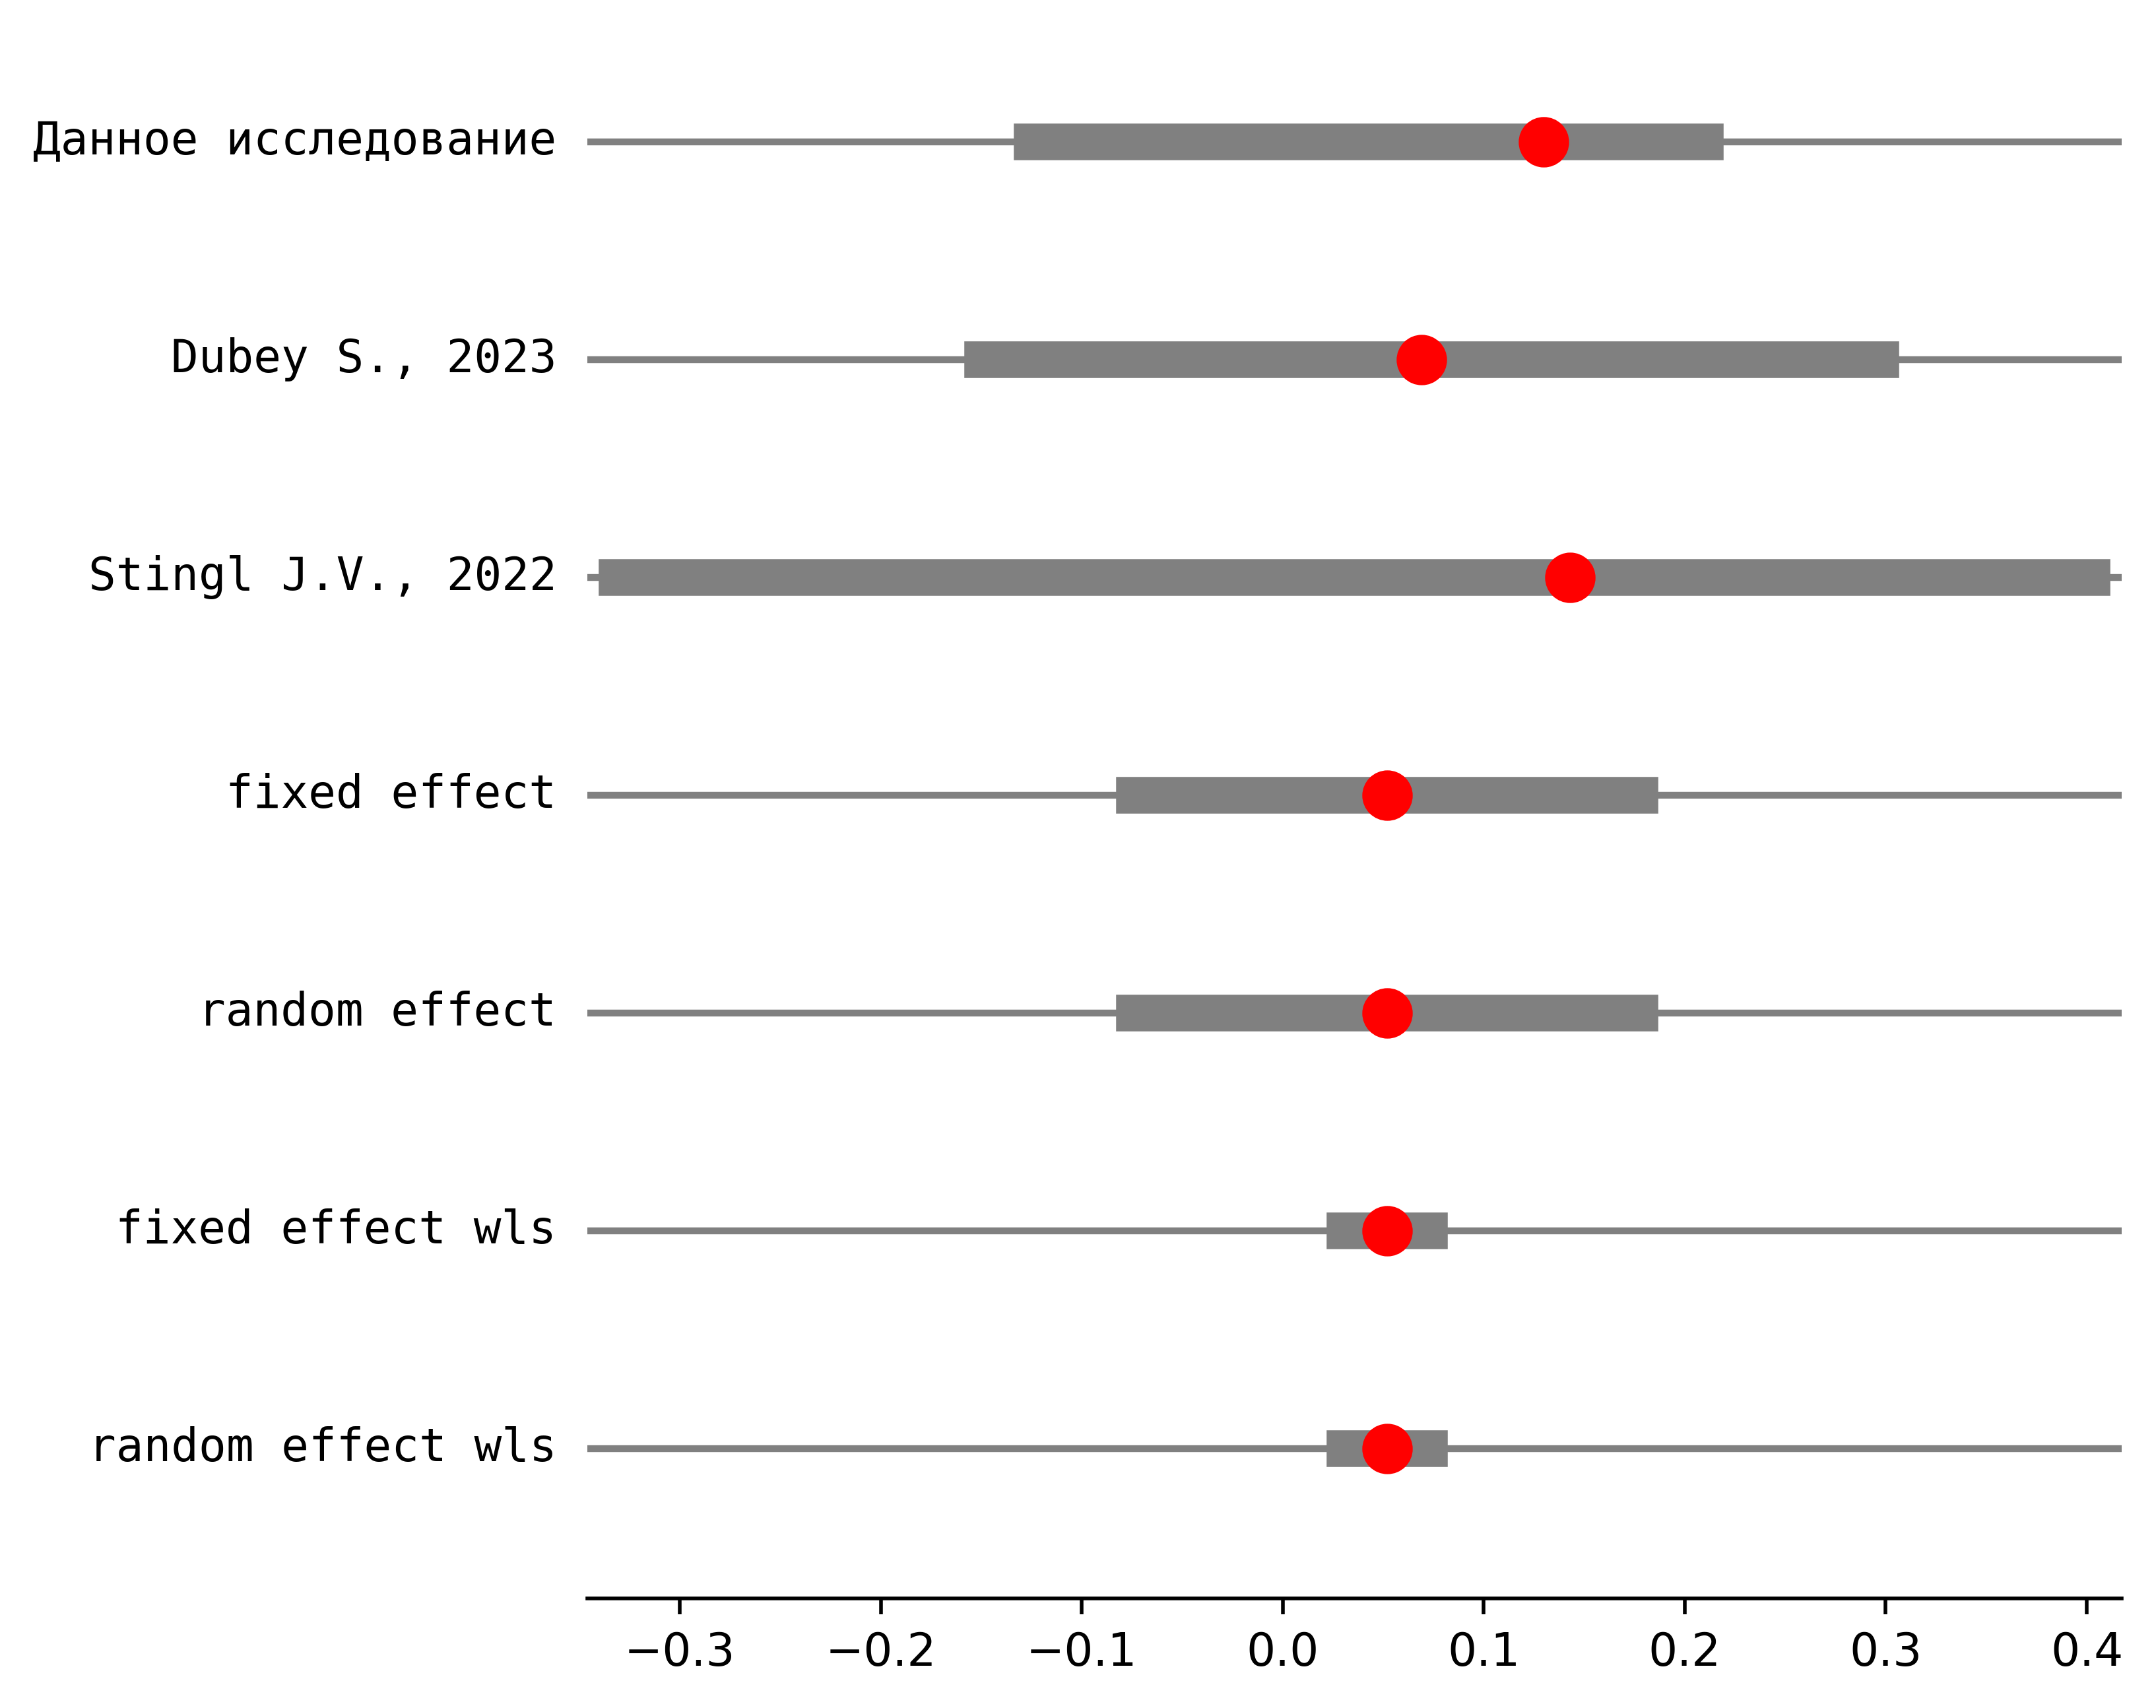 Данное исследование
Dubey S., 2023
Stingl J.V., 2022
fixed effect
random effect
fixed effect wls
random effect wls
−0.3 −0.2 −0.1 0.0 0.1 0.2 0.3 0.4